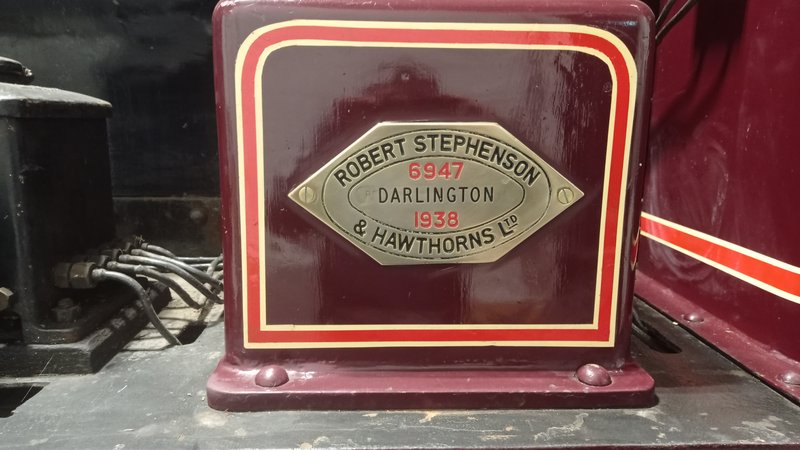 ROBERT STEPHENSON
6947
DARLINGTON
1938
& HAWTHORNS LTD